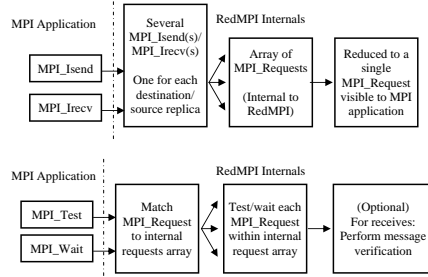 MPI Application
RedMPI Internals
MPI_Isend
MPI_Irecv
Several
MPI_Isend(s)/
MPI_Irecv(s)
One for each
destination/
source replica
Array of
MPI_Requests
(Internal to
RedMPI)
Reduced to a
single
MPI_Request
visible to MPI
application
MPI Application
RedMPI Internals
MPI_Test
MPI_Wait
Match
MPI_Request
to internal
requests array
Test/wait each
MPI_Request
within internal
request array
(Optional)
For receives:
Perform message
verification